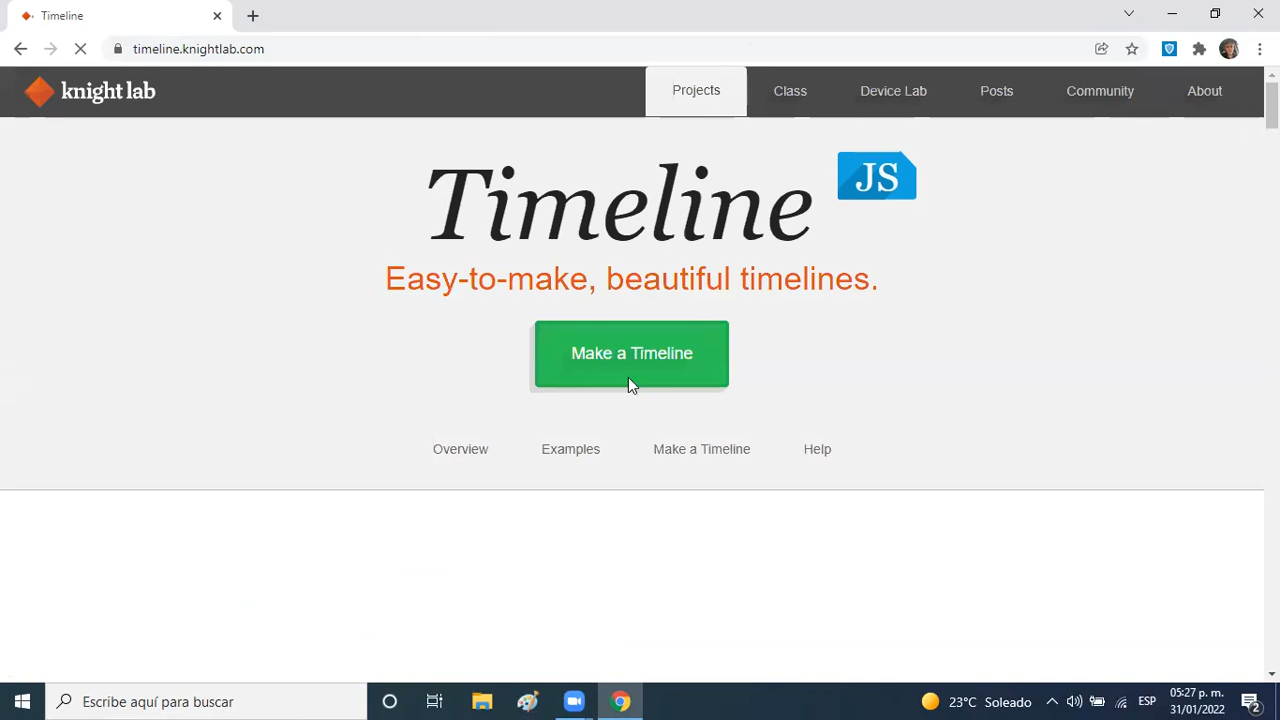 Timeline
timeline.knightlab.com
knight lab
Projects
Class
Device Lab
Posts
Community
About
Timeline
JS
Easy-to-make, beautiful timelines.
Make a Timeline
Overview
Examples
Make a Timeline
Help
Escribe aquí para buscar
23°C Soleado
ESP
05:27 p. m.
31/01/2022
2